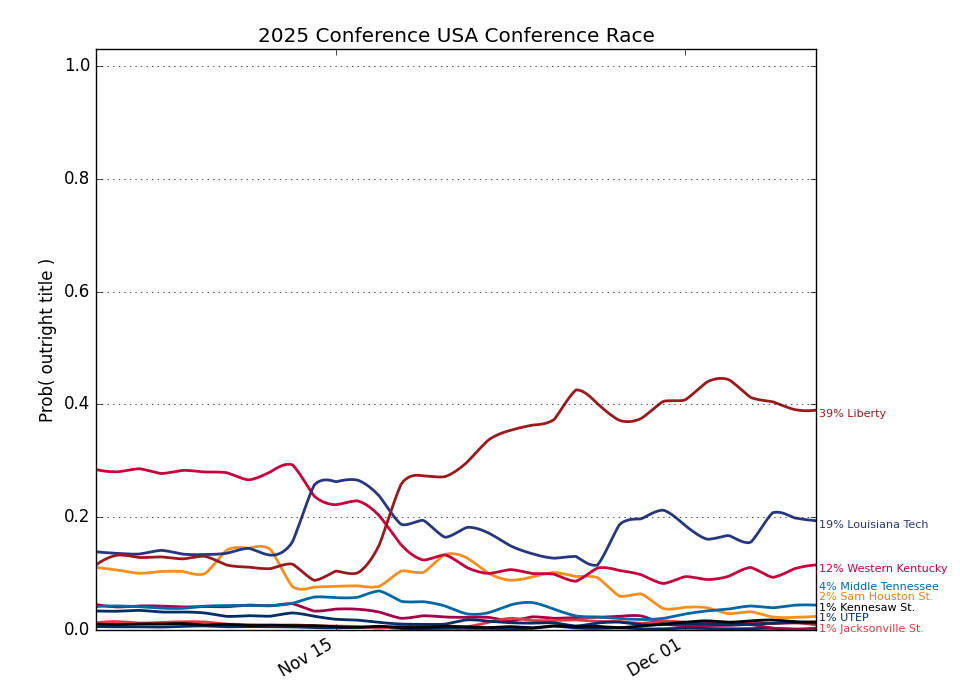 2025 Conference USA Conference Race
1.0
0.8
0.6
0.4
0.2
0.0
Prob( outright title )
Nov 15
Dec 01
39% Liberty
19% Louisiana Tech
12% Western Kentucky
4% Middle Tennessee
2% Sam Houston St.
1% Kennesaw St.
1% UTEP
1% Jacksonville St.